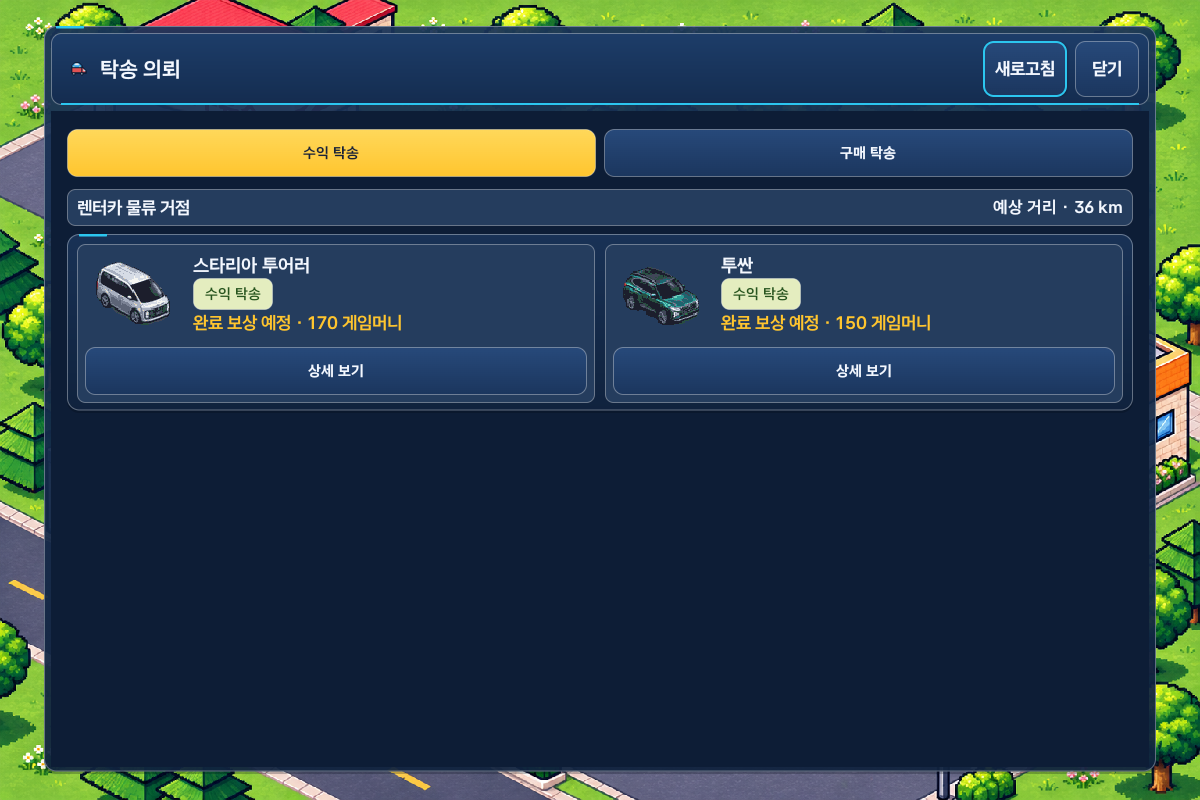 탁송 의뢰
새로고침
닫기
수익 탁송
구매 탁송
렌터카 물류 거점
예상 거리 · 36 km
스타리아 투어러
수익 탁송
완료 보상 예정 · 170 게임머니
상세 보기
투싼
수익 탁송
완료 보상 예정 · 150 게임머니
상세 보기